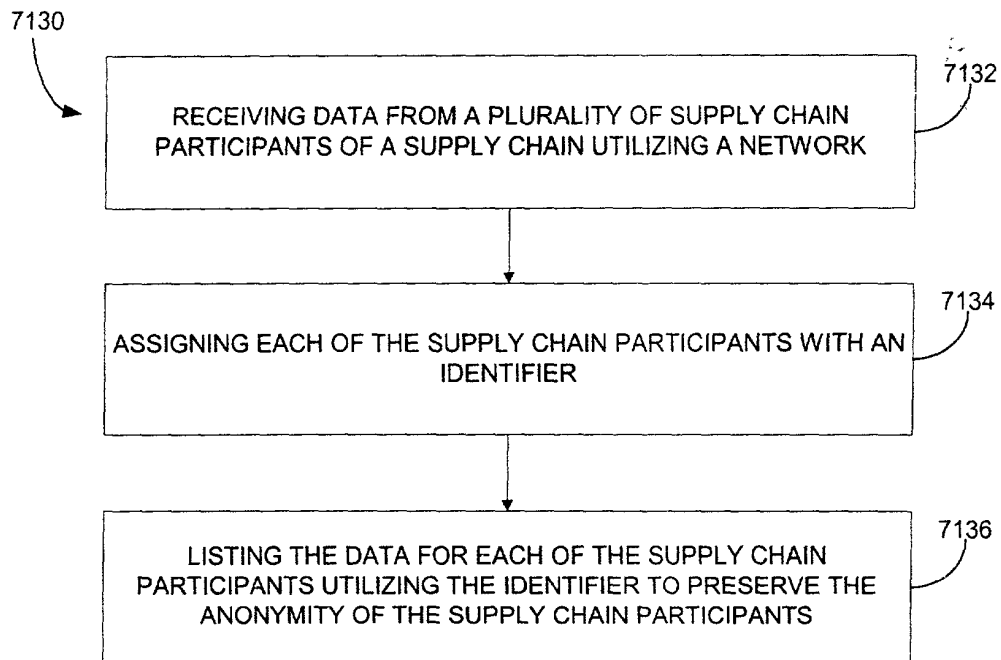 7130
7132
RECEIVING DATA FROM A PLURALITY OF SUPPLY CHAIN
PARTICIPANTS OF A SUPPLY CHAIN UTILIZING A NETWORK
7134
ASSIGNING EACH OF THE SUPPLY CHAIN PARTICIPANTS WITH AN
IDENTIFIER
7136
LISTING THE DATA FOR EACH OF THE SUPPLY CHAIN
PARTICIPANTS UTILIZING THE IDENTIFIER TO PRESERVE THE
ANONYMITY OF THE SUPPLY CHAIN PARTICIPANTS